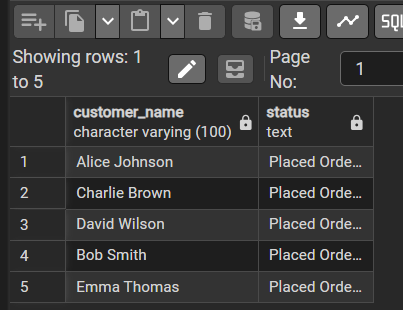 SQL
Showing rows: 1
to 5
Page
No:
1
customer_name
character varying (100)
status
text
1 Alice Johnson Placed Orde...
2 Charlie Brown Placed Orde...
3 David Wilson Placed Orde...
4 Bob Smith Placed Orde...
5 Emma Thomas Placed Orde...